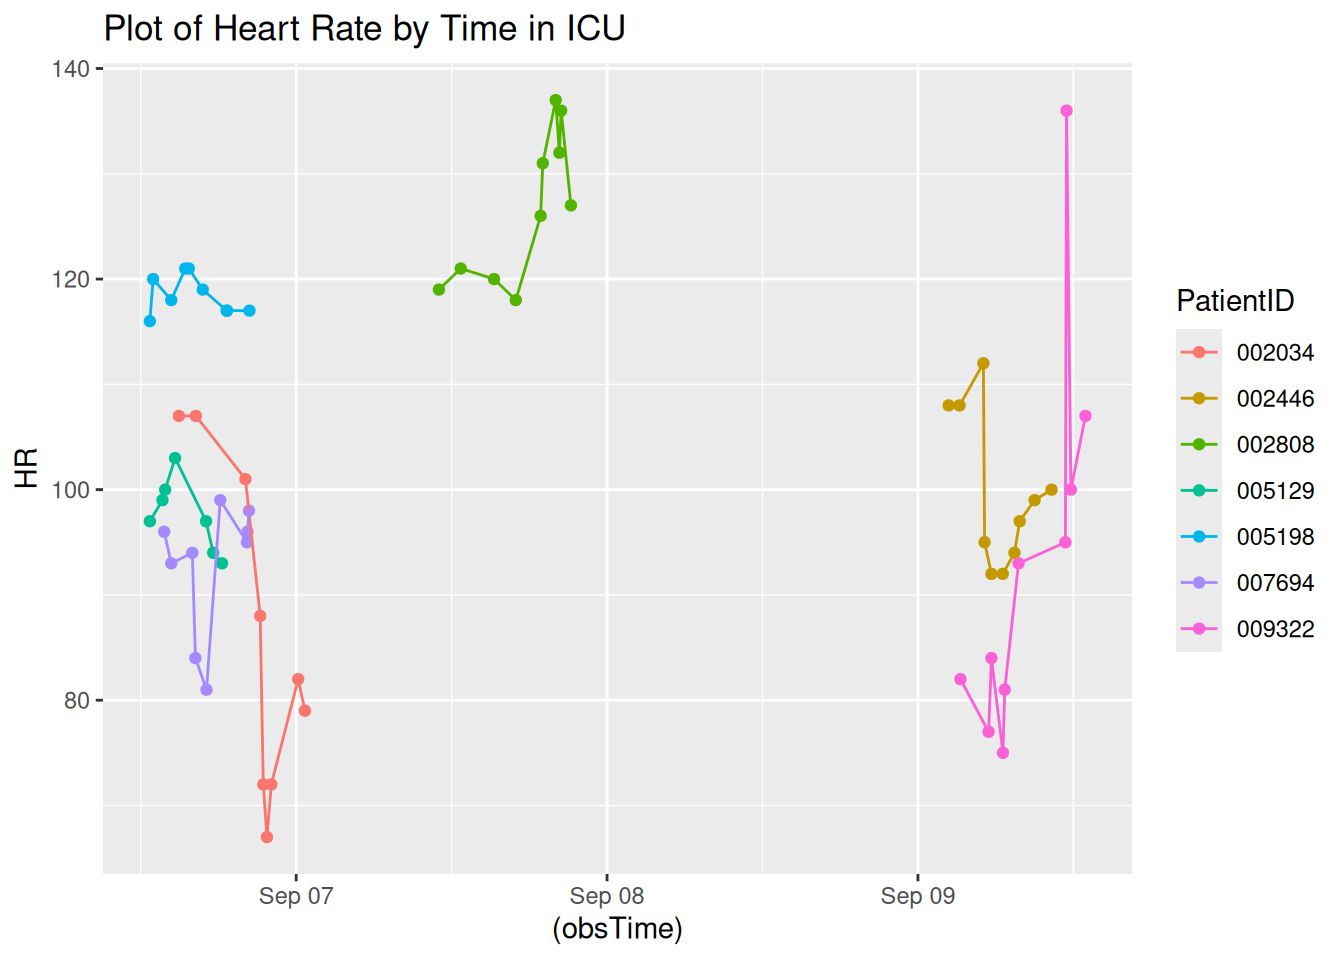 Plot of Heart Rate by Time in ICU
140
120
100
80
HR
Sep 07
Sep 08
Sep 09
(obsTime)
PatientID
002034
002446
002808
005129
005198
007694
009322